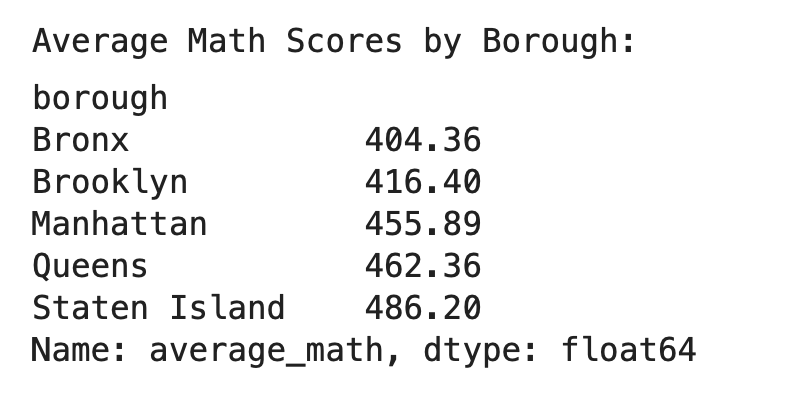 Average Math Scores by Borough:
borough
Bronx            404.36
Brooklyn         416.40
Manhattan        455.89
Queens           462.36
Staten Island    486.20
Name: average_math, dtype: float64